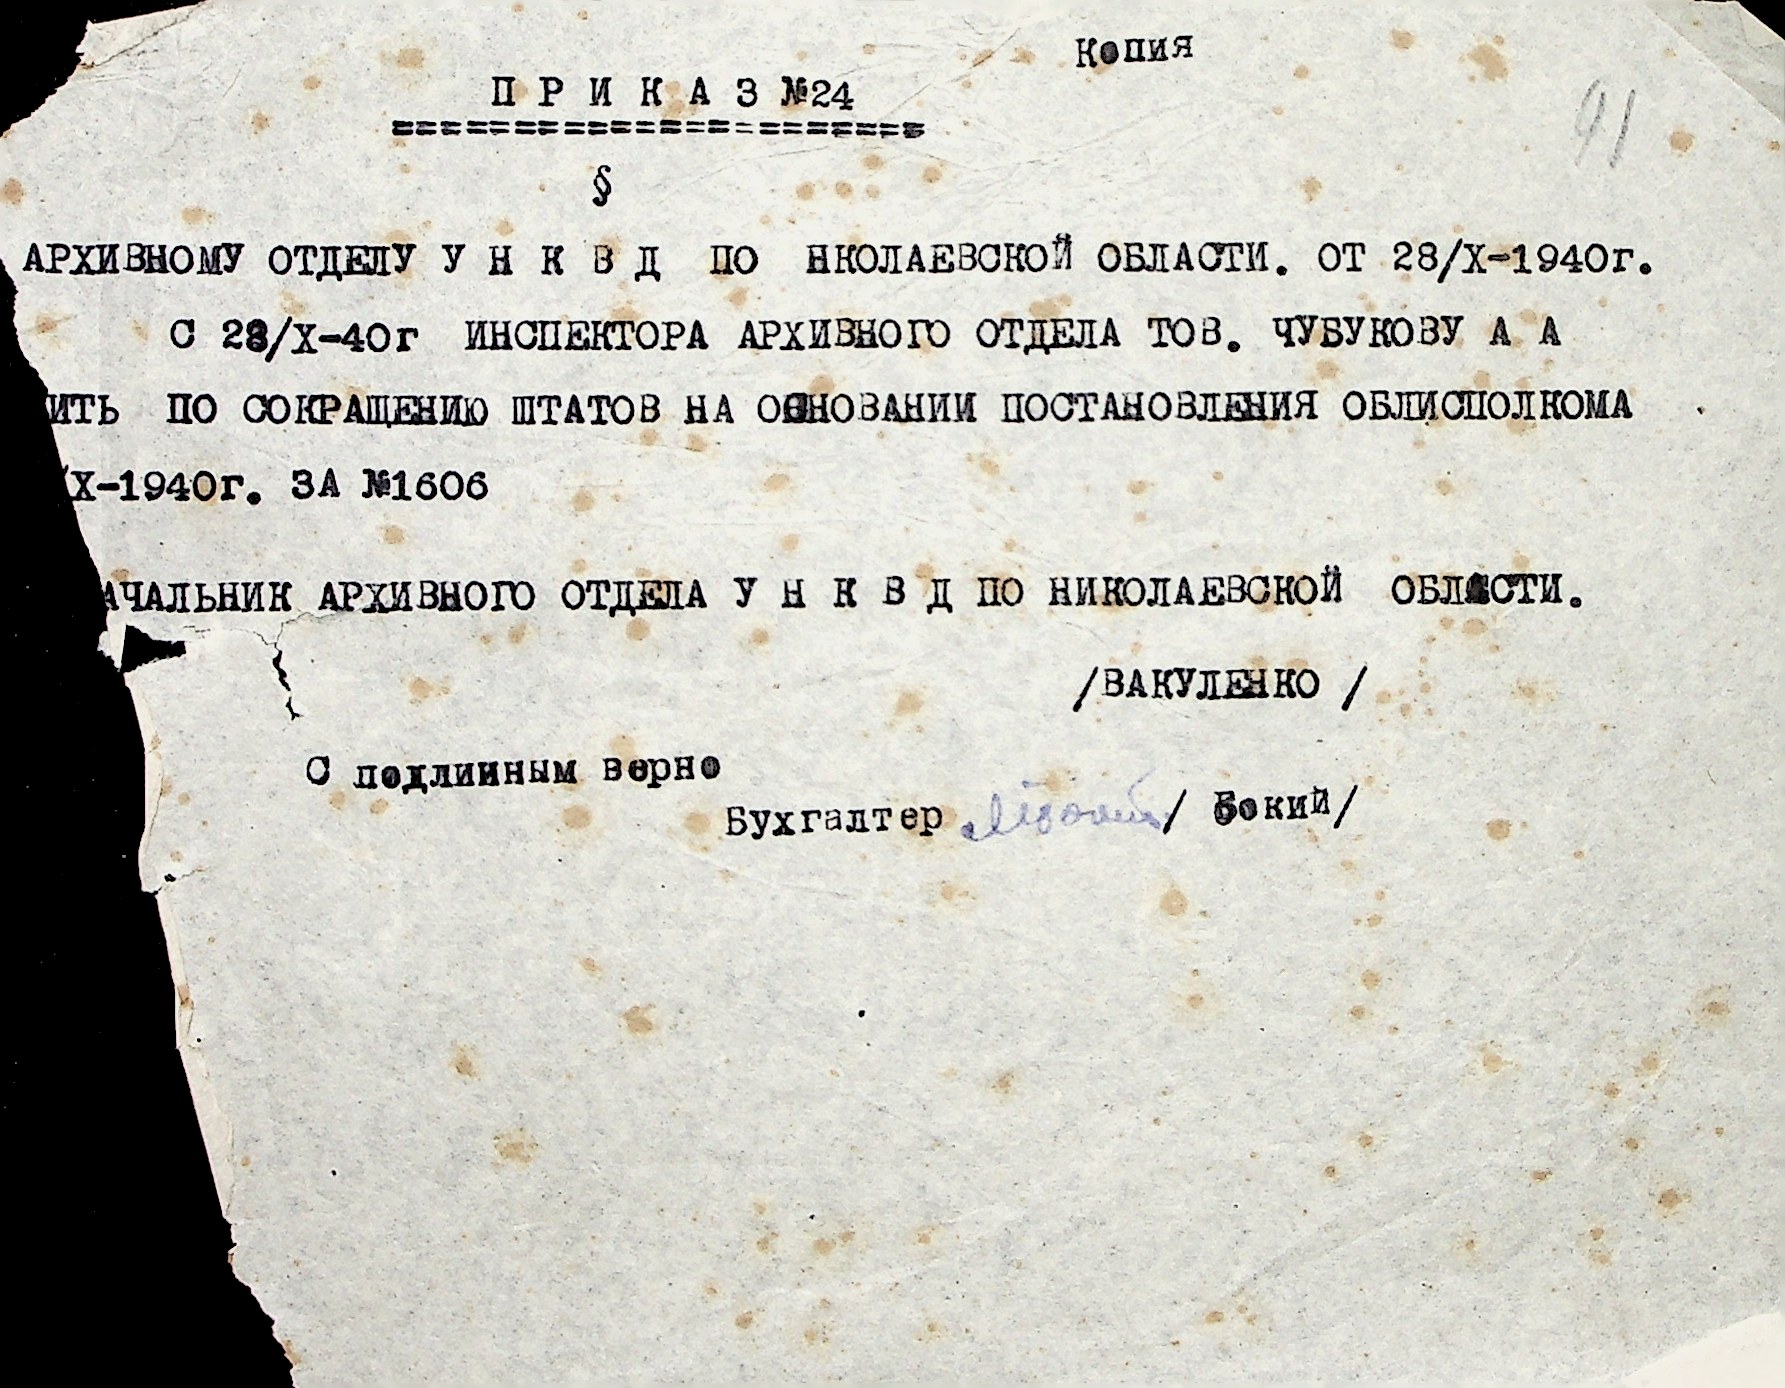 Копия
П Р И К А З №24
======================
91
§
АРХИВНОМУ ОТДЕЛУ У Н К В Д ПО НКОЛАЕВСКОЙ ОБЛАСТИ. ОТ 28/Х-1940г.
С 28/Х-40г ИНСПЕКТОРА АРХИВНОГО ОТДЕЛА ТОВ. ЧУБУКОВУ А А
ИТЬ ПО СОКРАЩЕНИЮ ШТАТОВ НА ОСНОВАНИИ ПОСТАНОВЛЕНИЯ ОБЛИСПОЛКОМА
/Х-1940г. ЗА №1606
АЧАЛЬНИК АРХИВНОГО ОТДЕЛА У Н К В Д ПО НИКОЛАЕВСКОЙ ОБЛАСТИ.
/ВАКУЛЕНКО /
С подлинным верно
Бухгалтер / Бокий/